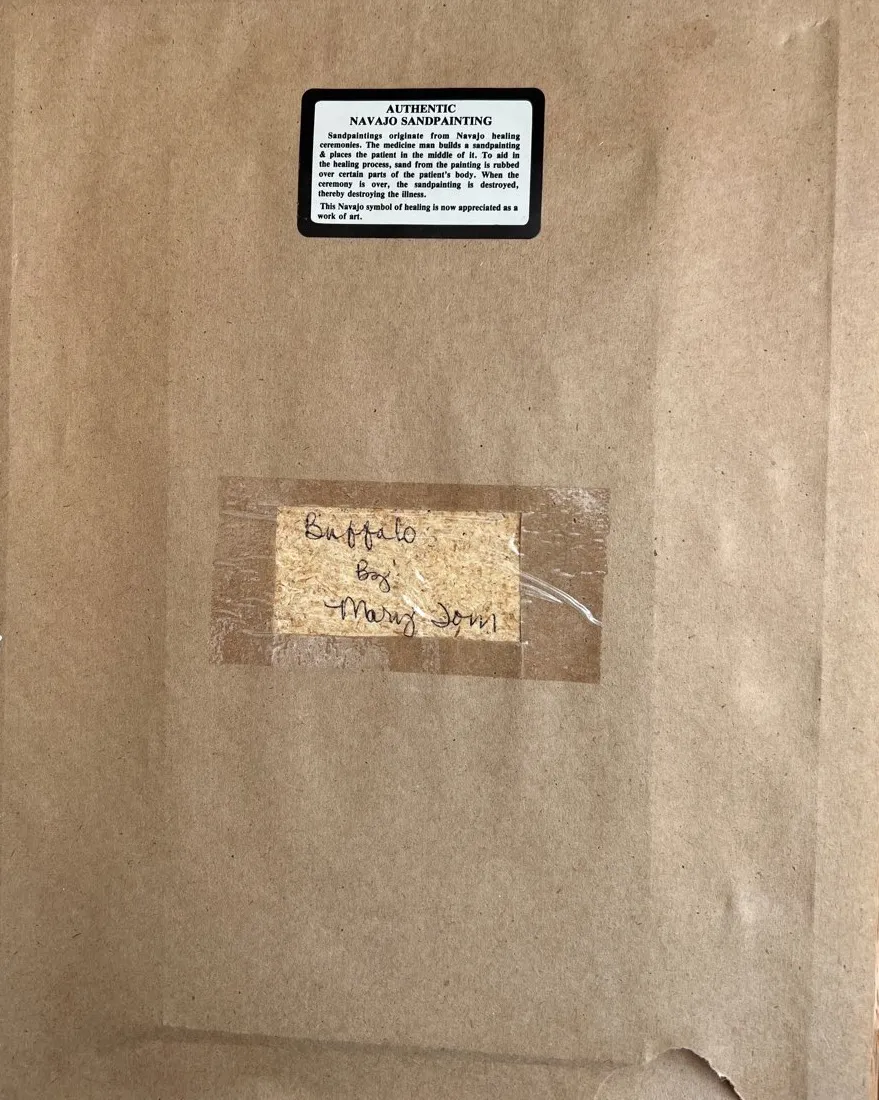 AUTHENTIC
NAVAJO SANDPAINTING
Sandpaintings originate from Navajo healing
ceremonies. The medicine man builds a sandpainting
& places the patient in the middle of it. To aid in
the healing process, sand from the painting is rubbed
over certain parts of the patient's body. When the
ceremony is over, the sandpainting is destroyed,
thereby destroying the illness.
This Navajo symbol of healing is now appreciated as a
work of art.
Buffalo
By:
Mary Tom